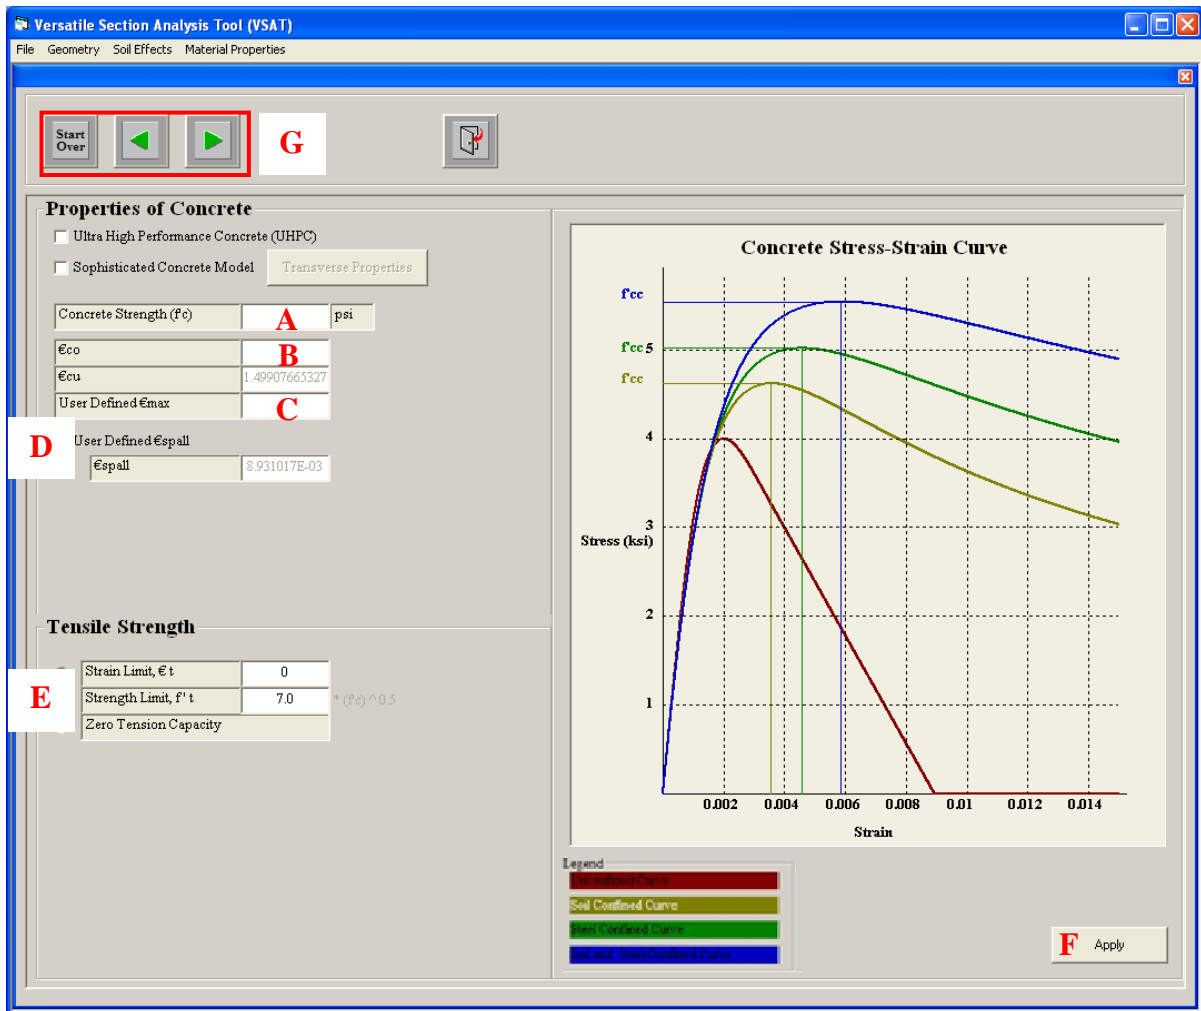 Versatile Section Analysis Tool (VSAT)
File Geometry Soil Effects Material Properties
Start
Over
G
Properties of Concrete
Ultra High Performance Concrete (UHPC)
Sophisticated Concrete Model Transverse Properties
Concrete Strength (f'c) A psi
€co B
€cu 1.49907665327
User Defined €max C
D User Defined €spall
€spall 8.931017E-03
Tensile Strength
E
Strain Limit, € t 0
Strength Limit, f' t 7.0 * (f'c) ^ 0.5
Zero Tension Capacity
Concrete Stress-Strain Curve
f'cc
f'cc 5
f'cc
4
3
Stress (ksi)
2
1
0.002 0.004 0.006 0.008 0.01 0.012 0.014
Strain
Legend
Unconfined Curve
Soil Confined Curve
Steel Confined Curve
Soil and Steel Confined Curve
F Apply